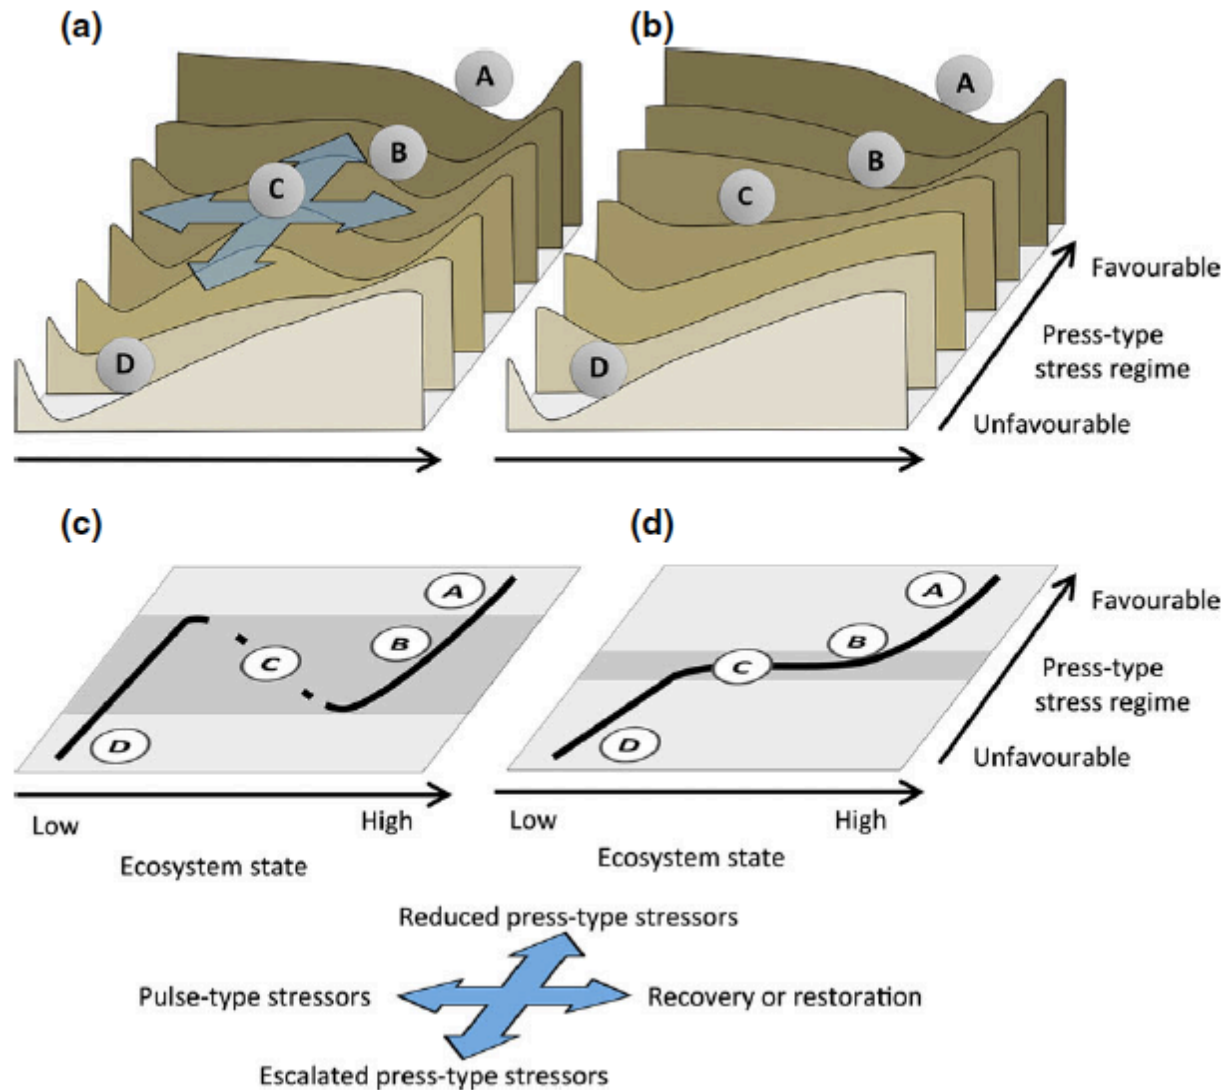 (a)
(b)
A
A
B
B
C
C
D
D
Favourable
Press-type
stress regime
Unfavourable
(c)
(d)
A
A
B
B
C
C
D
D
Favourable
Press-type
stress regime
Unfavourable
Low
High
Low
High
Ecosystem state
Ecosystem state
Reduced press-type stressors
Pulse-type stressors
Recovery or restoration
Escalated press-type stressors